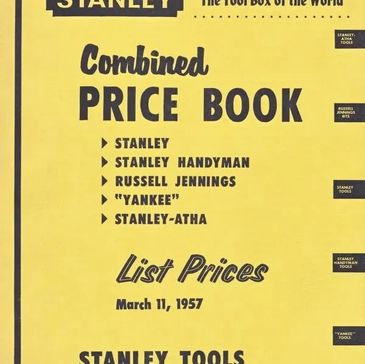 STANLEY
The Tool Box of the World
Combined
PRICE BOOK
STANLEY
STANLEY HANDYMAN
RUSSELL JENNINGS
"YANKEE"
STANLEY-ATHA
List Prices
March 11, 1957
STANLEY TOOLS
STANLEY-
ATHA
TOOLS
RUSSELL
JENNINGS
BITS
STANLEY
TOOLS
STANLEY
HANDYMAN
TOOLS
"YANKEE"
TOOLS